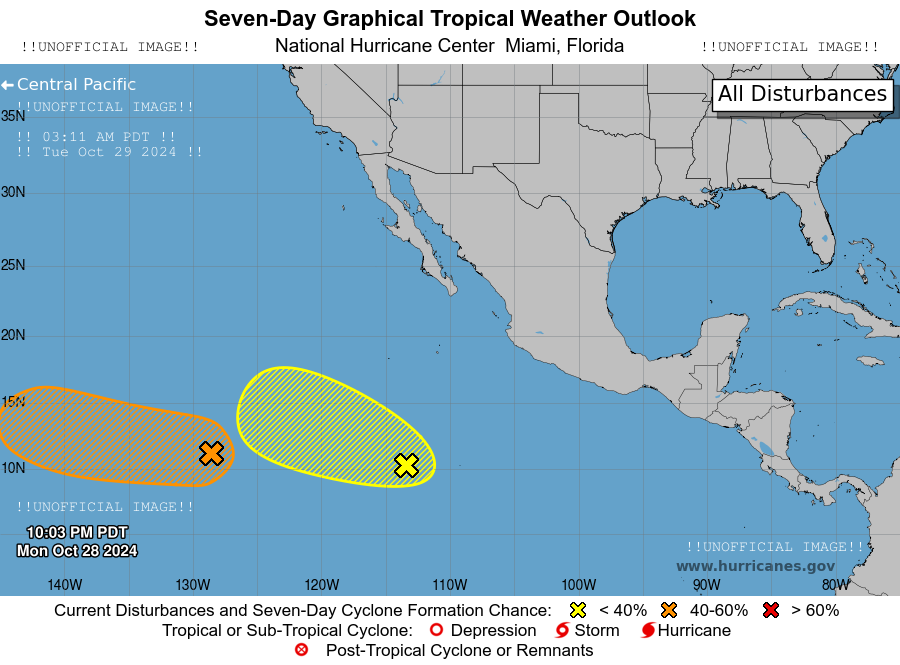 Seven-Day Graphical Tropical Weather Outlook
!!UNOFFICIAL IMAGE!! National Hurricane Center Miami, Florida !!UNOFFICIAL IMAGE!!
Central Pacific
All Disturbances
!!UNOFFICIAL IMAGE!!
35N
!! 03:11 AM PDT !!
!! Tue Oct 29 2024 !!
30N
25N
20N
15N
10N
!!UNOFFICIAL IMAGE!!
10:03 PM PDT
Mon Oct 28 2024
!!UNOFFICIAL IMAGE!!
www.hurricanes.gov
140W 130W 120W 110W 100W 90W 80W
Current Disturbances and Seven-Day Cyclone Formation Chance: < 40% 40-60% > 60%
Tropical or Sub-Tropical Cyclone: Depression Storm Hurricane
Post-Tropical Cyclone or Remnants